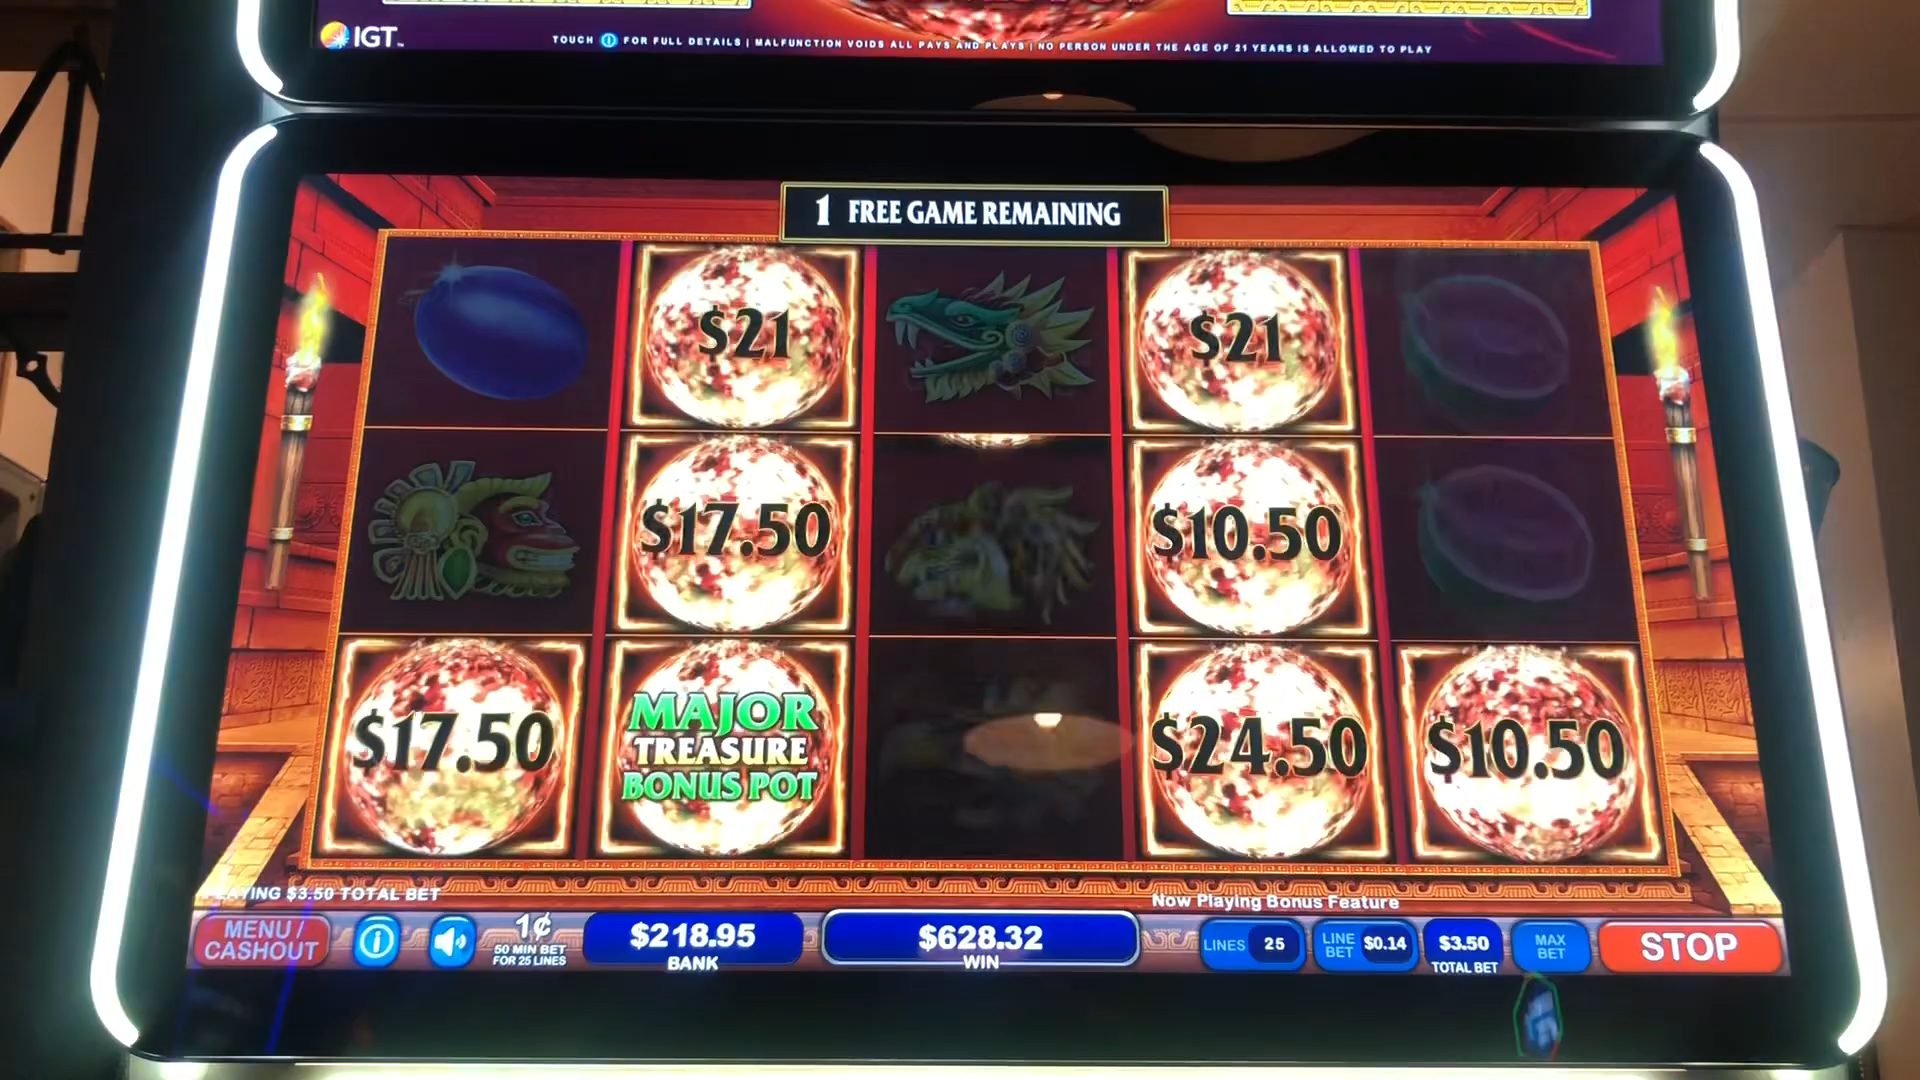 IGT
TOUCH i FOR FULL DETAILS | MALFUNCTION VOIDS ALL PAYS AND PLAYS | NO PERSON UNDER THE AGE OF 21 YEARS IS ALLOWED TO PLAY
1 FREE GAME REMAINING
$21
$21
$17.50
$10.50
$17.50
MAJOR
TREASURE
BONUS POT
$24.50
$10.50
PLAYING $3.50 TOTAL BET
Now Playing Bonus Feature
MENU /
CASHOUT
i
1¢
50 MIN BET
FOR 25 LINES
$218.95
BANK
$628.32
WIN
LINES 25
LINE
BET
$0.14
$3.50
TOTAL BET
MAX
BET
STOP